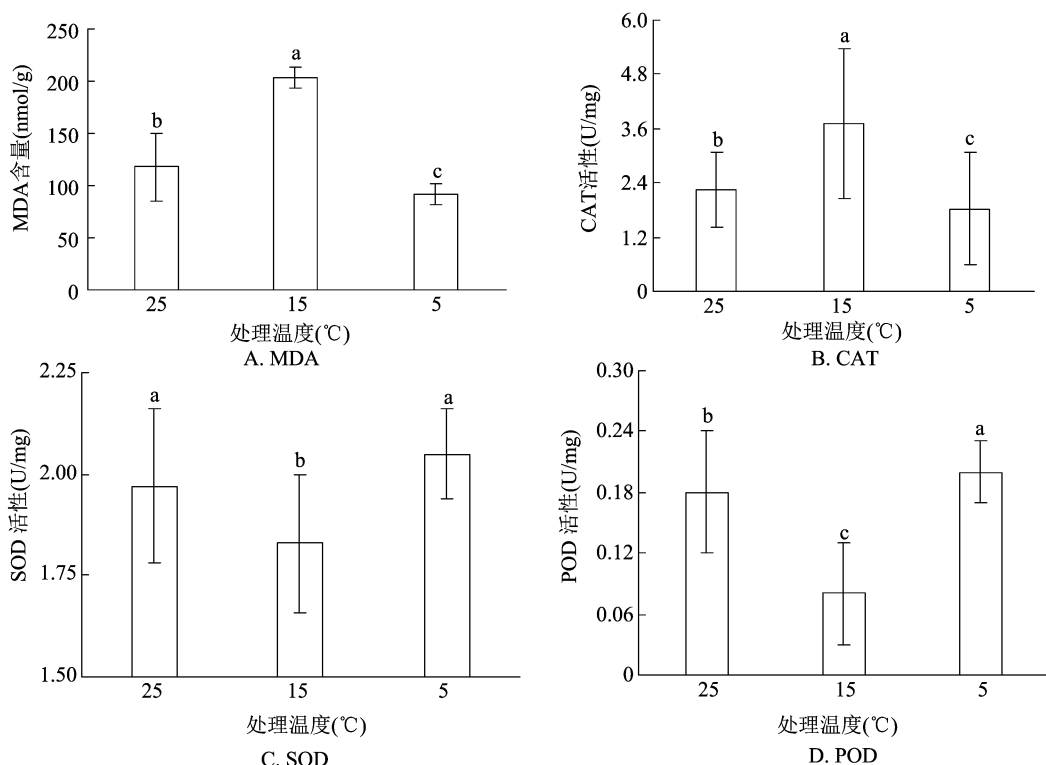 MDA含量(nmol/g)
250
200
150
100
50
0
b
a
c
25 15 5
处理温度(℃)
A. MDA
CAT活性(U/mg)
6.0
4.8
3.6
2.4
1.2
0
b
a
c
25 15 5
处理温度(℃)
B. CAT
SOD 活性(U/mg)
2.25
2.00
1.75
1.50
a
b
a
25 15 5
处理温度(℃)
C. SOD
POD 活性(U/mg)
0.30
0.24
0.18
0.12
0.06
0
b
c
a
25 15 5
处理温度(℃)
D. POD